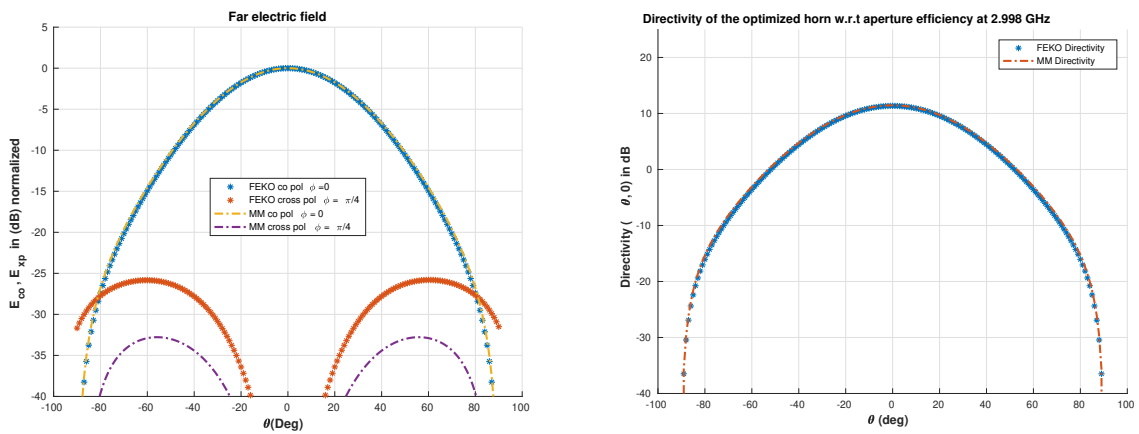 Far electric field
5
0
-5
-10
-15
-20
-25
-30
-35
-40
E_co , E_xp in (dB) normalized
FEKO co pol ϕ =0
FEKO cross pol ϕ = π/4
MM co pol ϕ = 0
MM cross pol ϕ = π/4
-100 -80 -60 -40 -20 0 20 40 60 80 100
θ(Deg)
Directivity of the optimized horn w.r.t aperture efficiency at 2.998 GHz
20
10
0
-10
-20
-30
-40
Directivity ( θ, 0) in dB
FEKO Directivity
MM Directivity
-100 -80 -60 -40 -20 0 20 40 60 80 100
θ (deg)